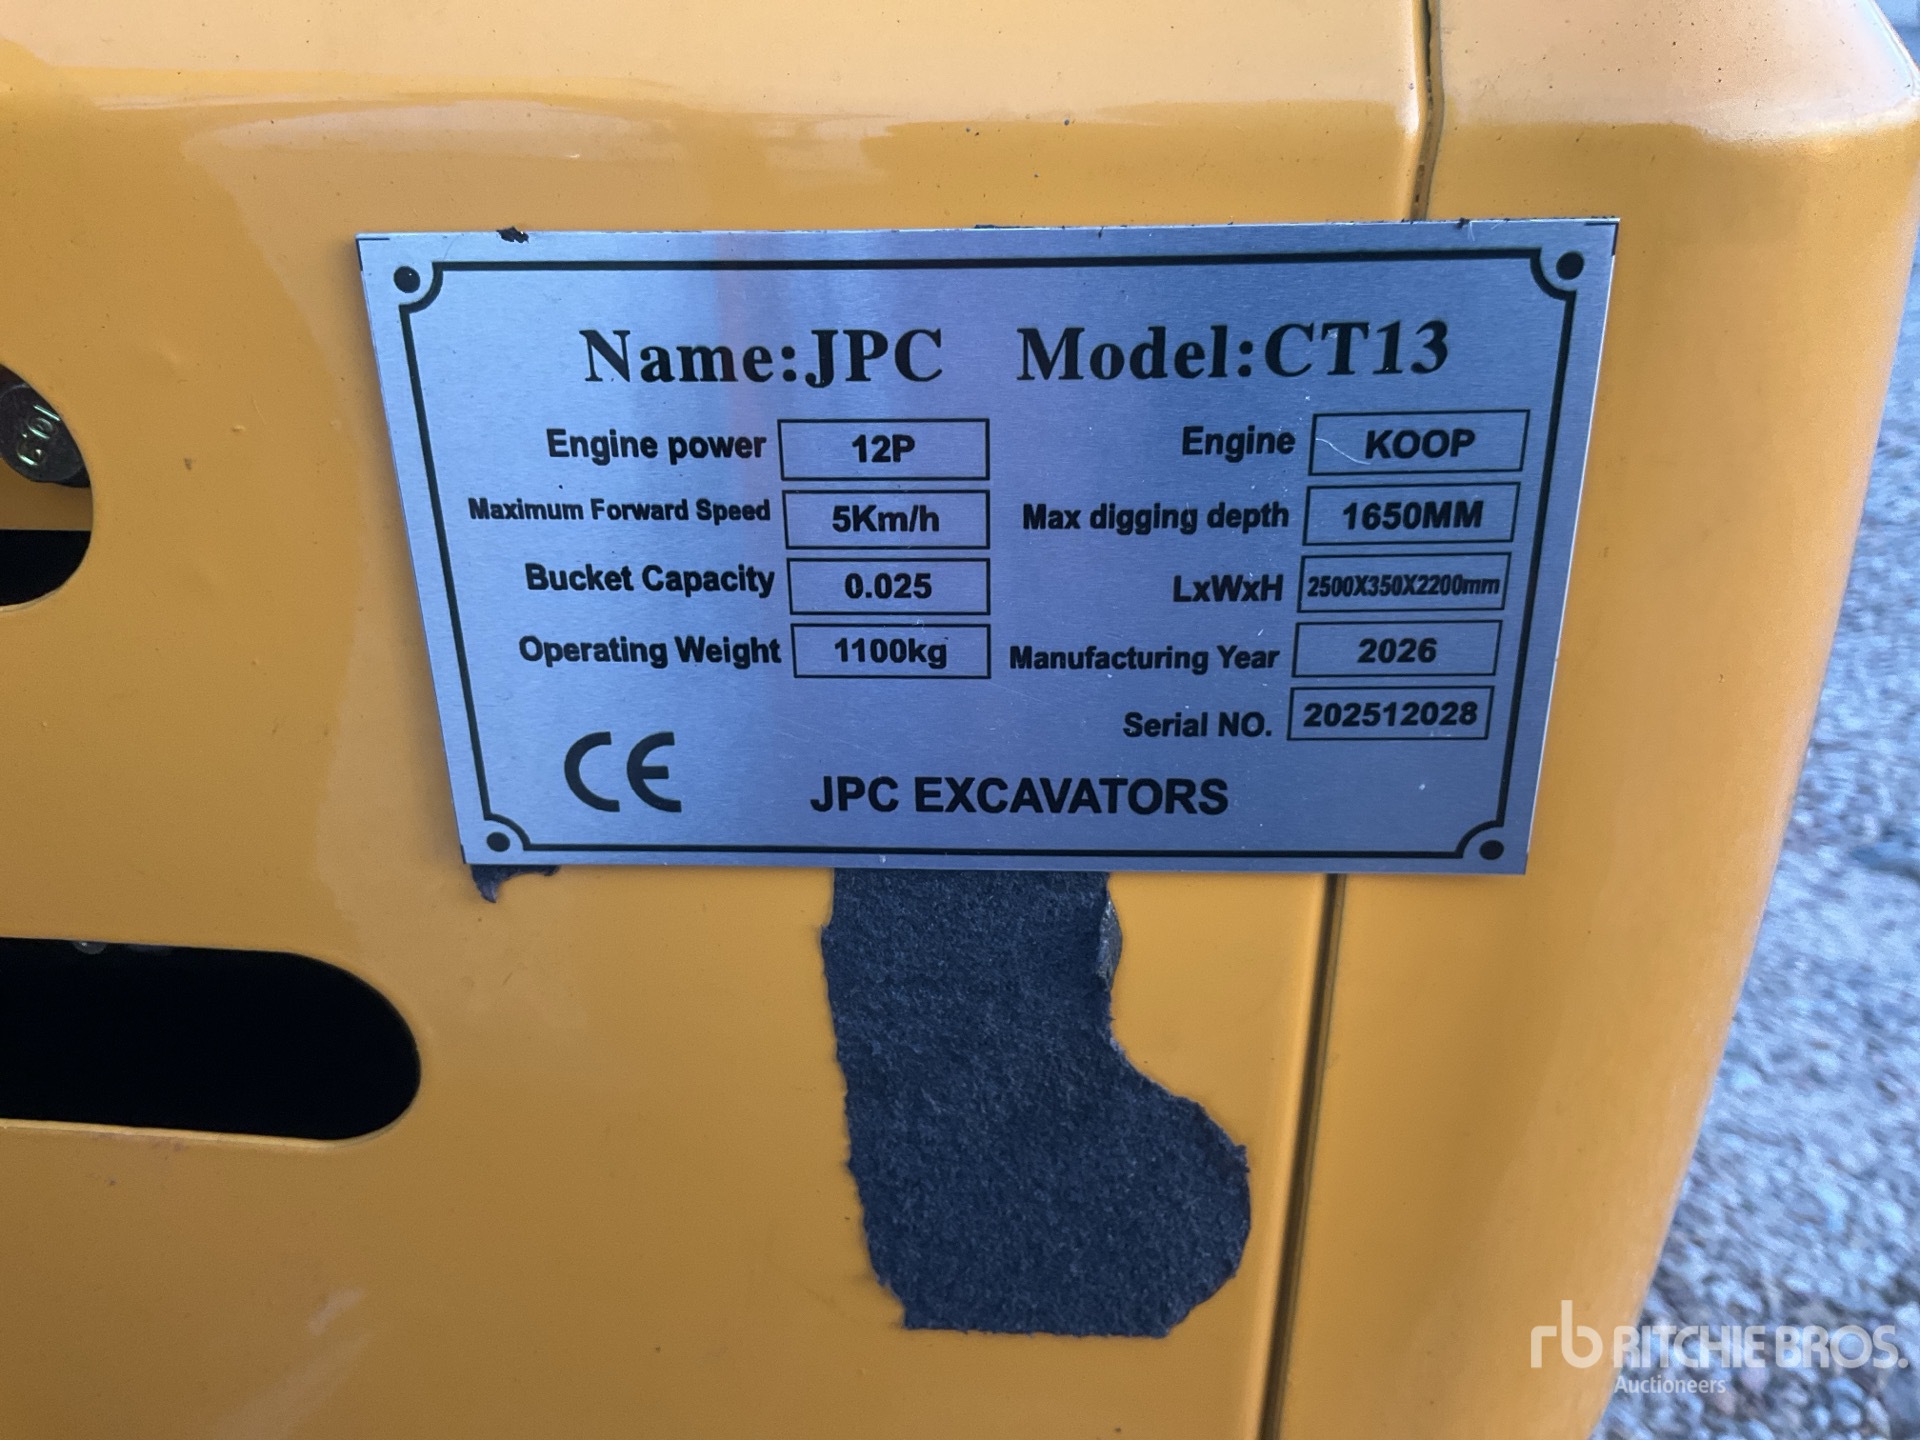 Name:JPC Model:CT13
Engine power 12P Engine KOOP
Maximum Forward Speed 5Km/h Max digging depth 1650MM
Bucket Capacity 0.025 LxWxH 2500X350X2200mm
Operating Weight 1100kg Manufacturing Year 2026
Serial NO. 202512028
CE JPC EXCAVATORS
rb RITCHIE BROS.
Auctioneers